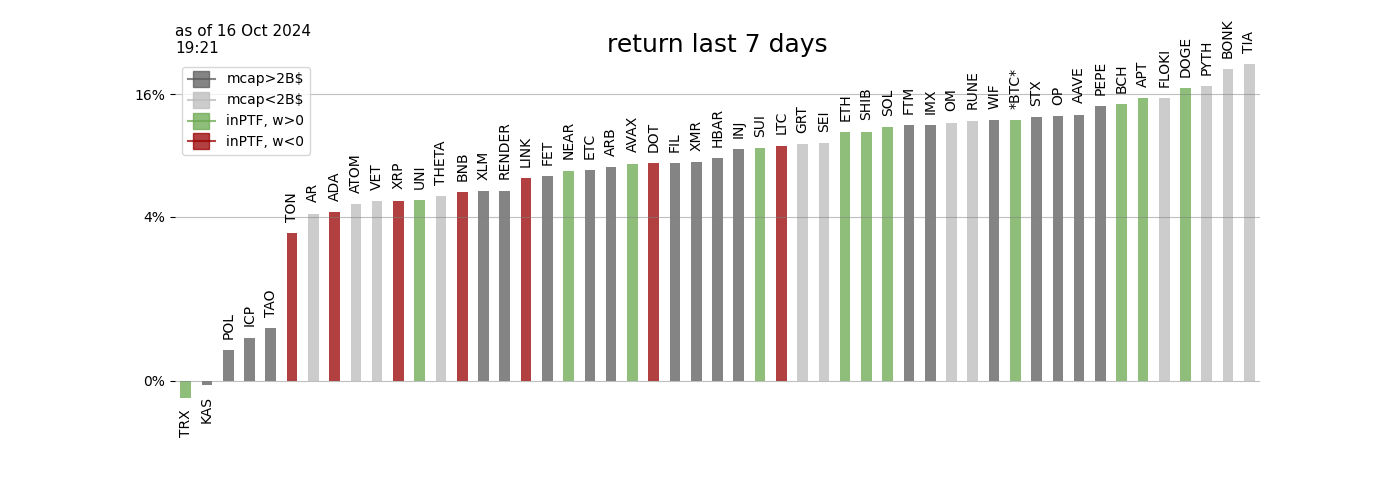 as of 16 Oct 2024
19:21
return last 7 days
mcap>2B$
mcap<2B$
inPTF, w>0
inPTF, w<0
16%
4%
0%
TRX
KAS
POL
ICP
TAO
TON
AR
ADA
ATOM
VET
XRP
UNI
THETA
BNB
XLM
RENDER
LINK
FET
NEAR
ETC
ARB
AVAX
DOT
FIL
XMR
HBAR
INJ
SUI
LTC
GRT
SEI
ETH
SHIB
SOL
FTM
IMX
OM
RUNE
WIF
*BTC*
STX
OP
AAVE
PEPE
BCH
APT
FLOKI
DOGE
PYTH
BONK
TIA